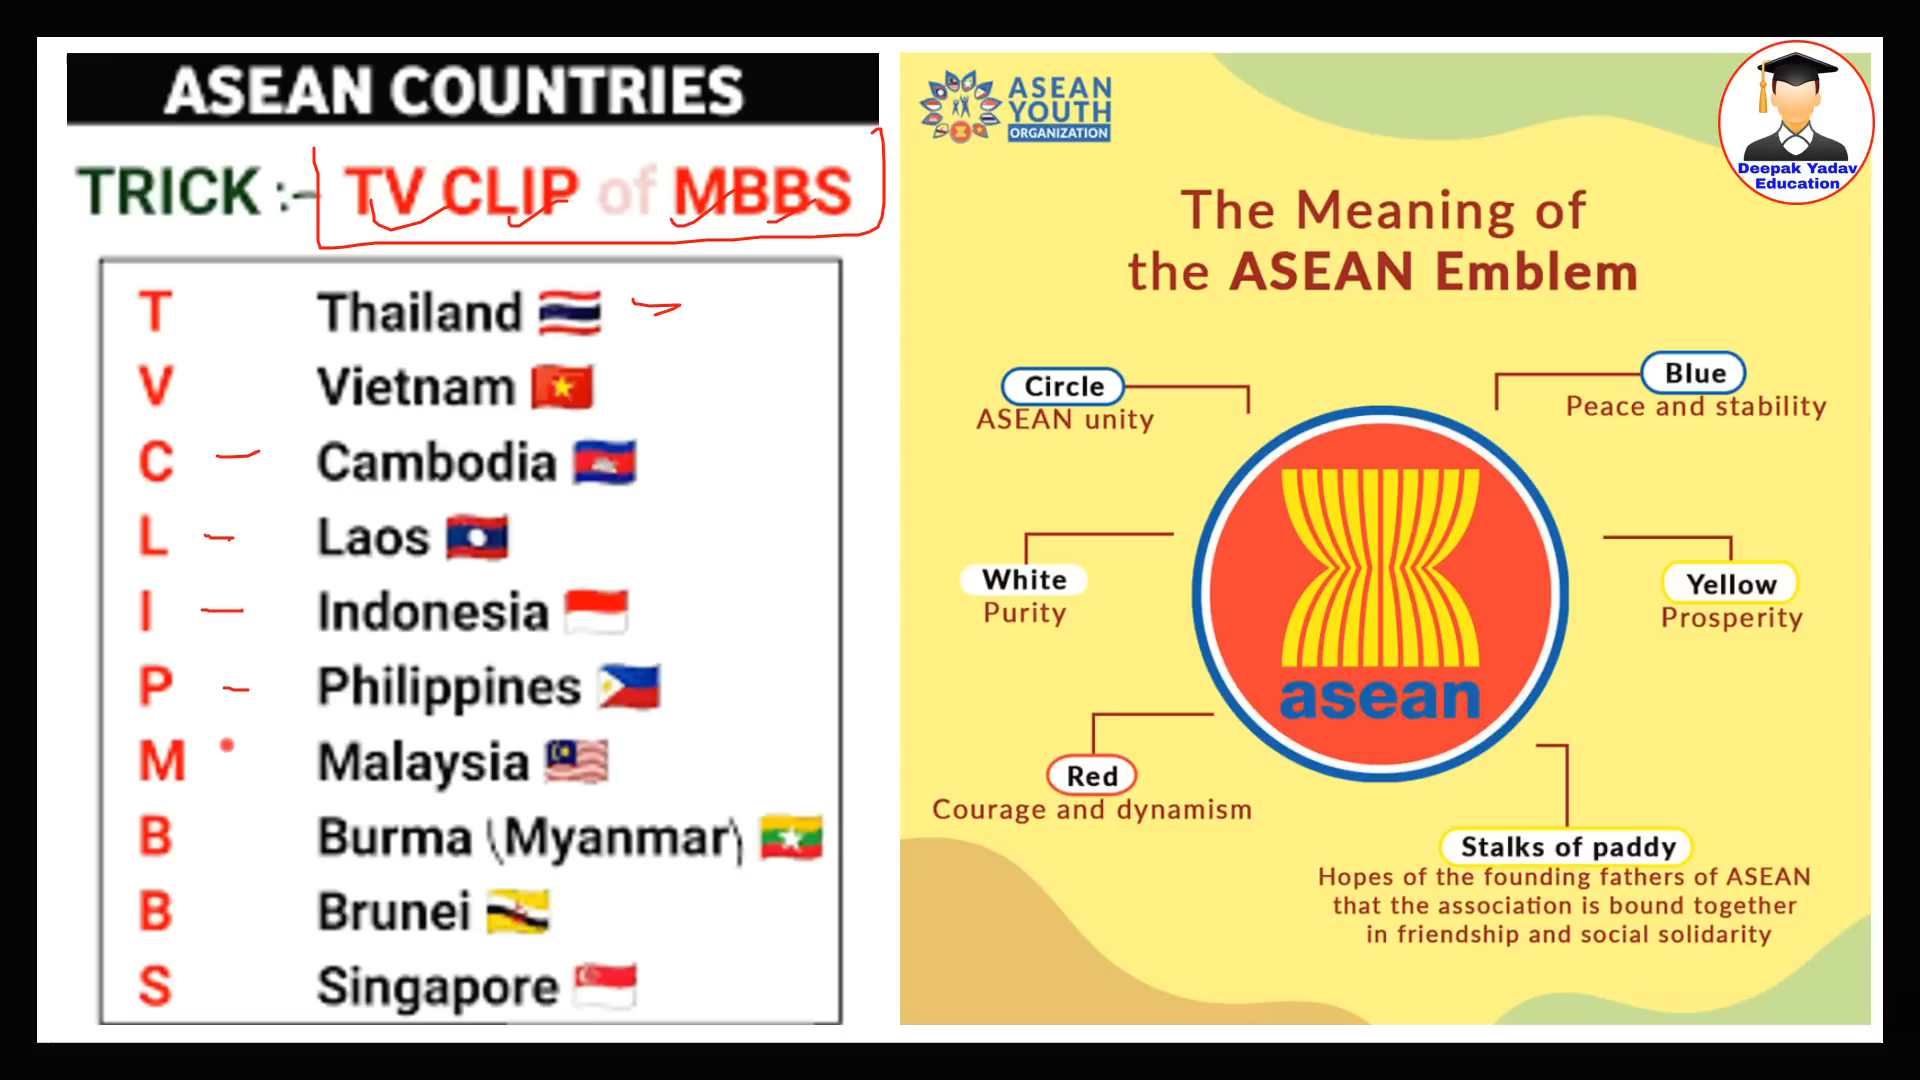 ASEAN COUNTRIES
TRICK :- TV CLIP of MBBS
T Thailand
V Vietnam
C Cambodia
L Laos
I Indonesia
P Philippines
M Malaysia
B Burma (Myanmar)
B Brunei
S Singapore
ASEAN
YOUTH
ORGANIZATION
Deepak Yadav
Education
The Meaning of
the ASEAN Emblem
Circle
ASEAN unity
Blue
Peace and stability
White
Purity
Yellow
Prosperity
asean
Red
Courage and dynamism
Stalks of paddy
Hopes of the founding fathers of ASEAN
that the association is bound together
in friendship and social solidarity